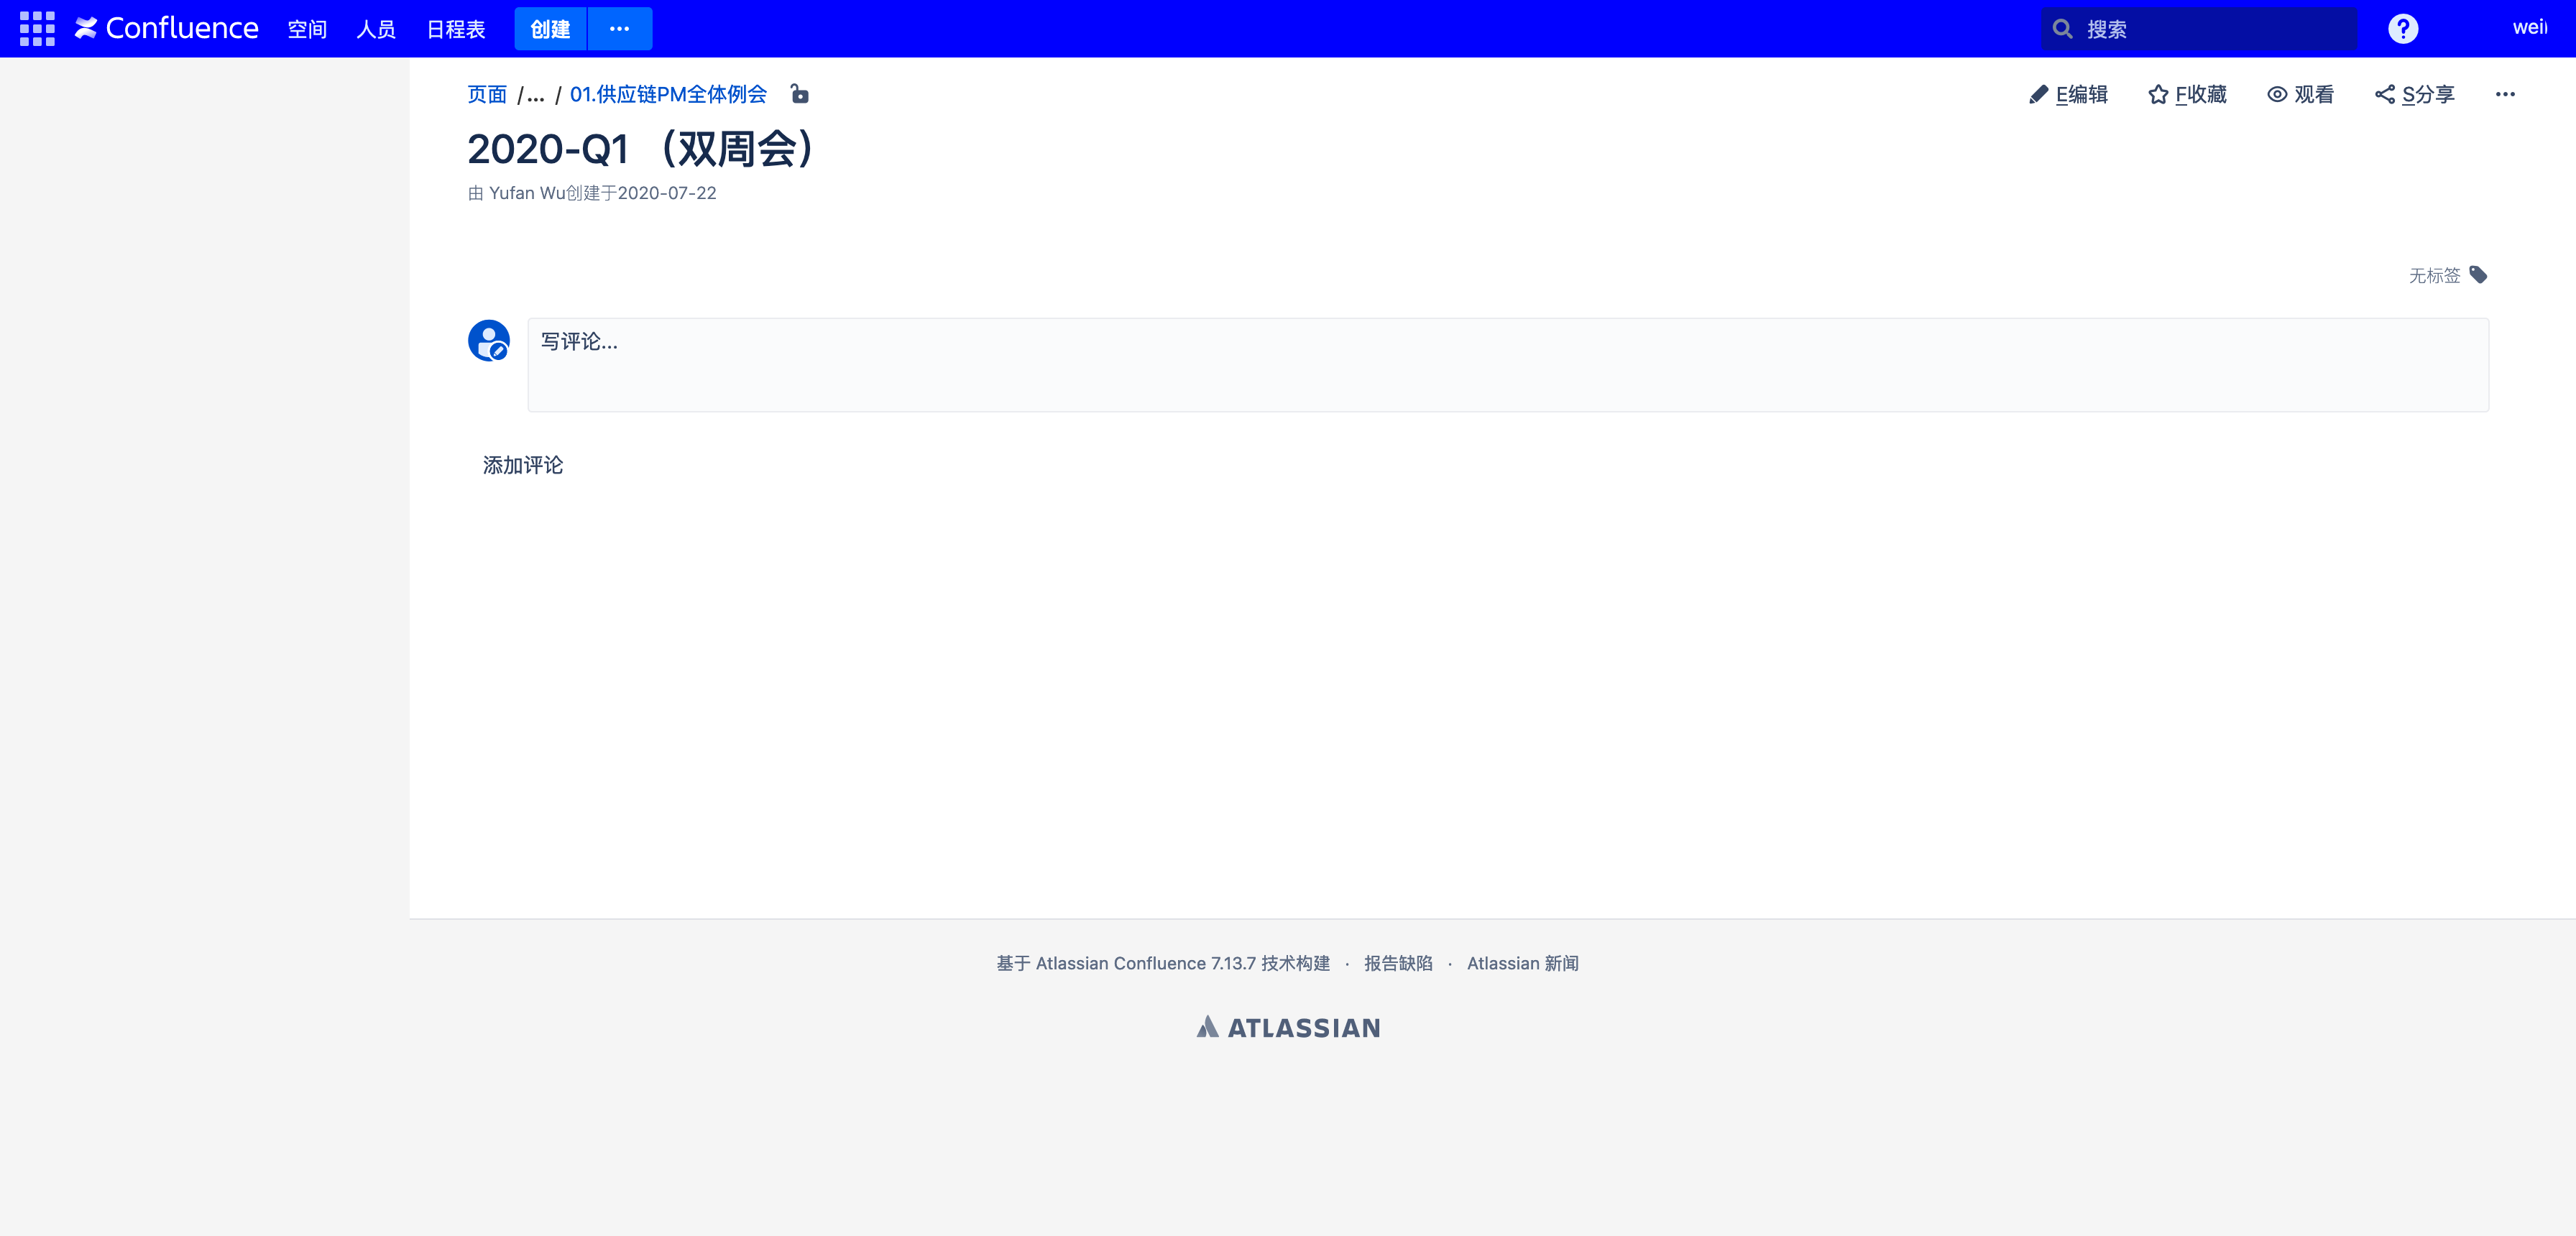 Confluence 空间 人员 日程表 创建 ··· 搜索 ? weil
页面 /... / 01.供应链PM全体例会 E编辑 F收藏 观看 S分享 ···
2020-Q1 （双周会）
由 Yufan Wu创建于2020-07-22
无标签
写评论...
添加评论
基于 Atlassian Confluence 7.13.7 技术构建 · 报告缺陷 · Atlassian 新闻
ATLASSIAN